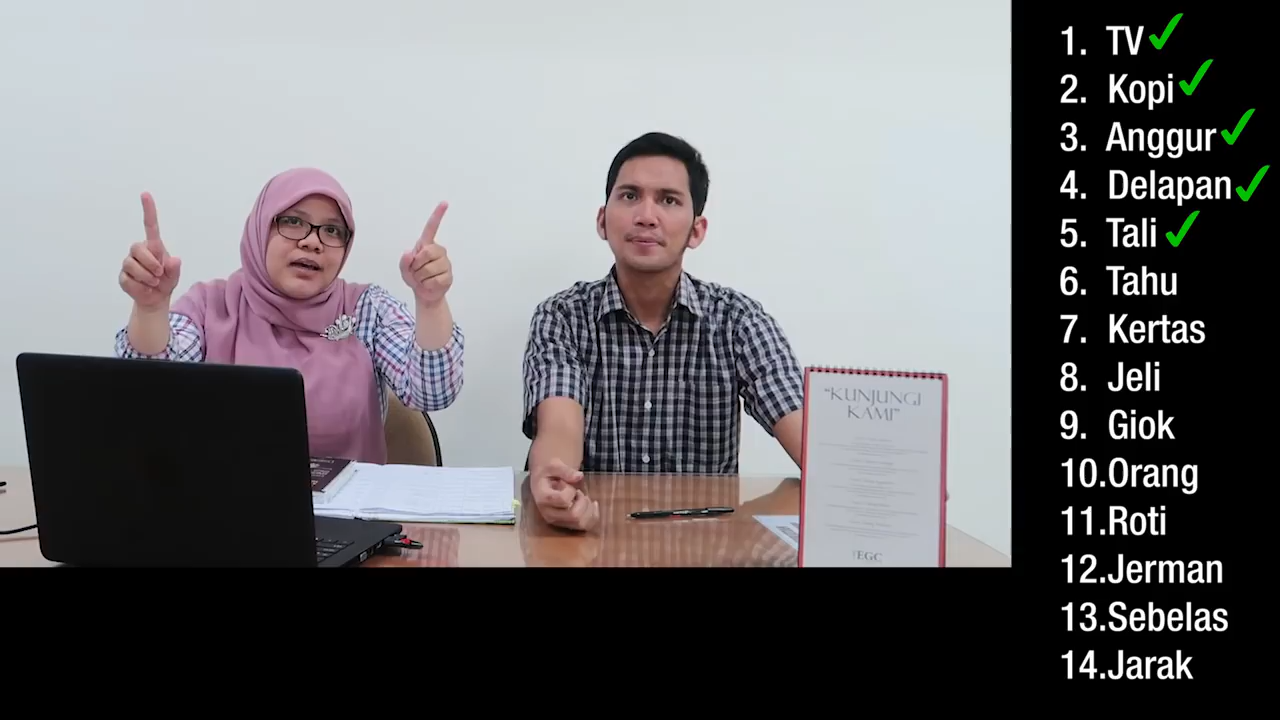 1. TV
2. Kopi
3. Anggur
4. Delapan
5. Tali
6. Tahu
7. Kertas
8. Jeli
9. Giok
10.Orang
11.Roti
12.Jerman
13.Sebelas
14.Jarak
"KUNJUNGI
KAMI"
EGC